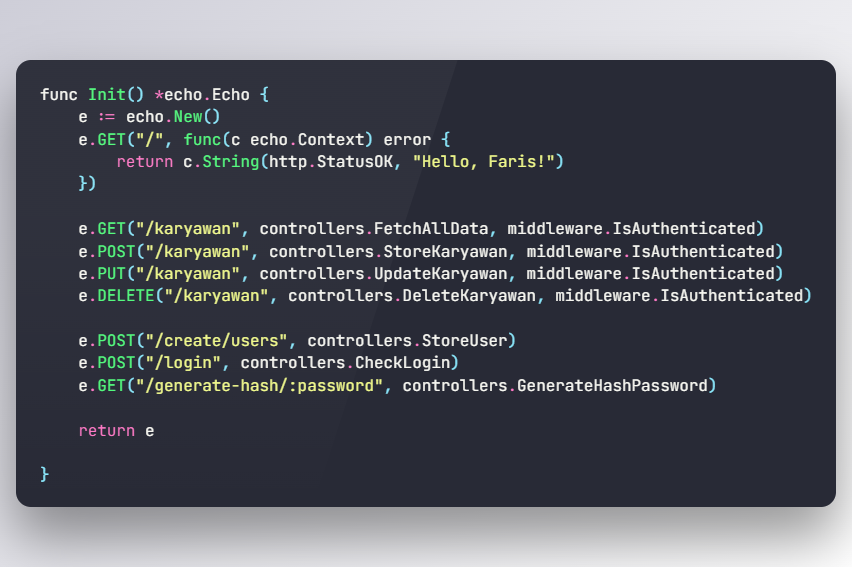 func Init() *echo.Echo {
    e := echo.New()
    e.GET("/", func(c echo.Context) error {
        return c.String(http.StatusOK, "Hello, Faris!")
    })

    e.GET("/karyawan", controllers.FetchAllData, middleware.IsAuthenticated)
    e.POST("/karyawan", controllers.StoreKaryawan, middleware.IsAuthenticated)
    e.PUT("/karyawan", controllers.UpdateKaryawan, middleware.IsAuthenticated)
    e.DELETE("/karyawan", controllers.DeleteKaryawan, middleware.IsAuthenticated)

    e.POST("/create/users", controllers.StoreUser)
    e.POST("/login", controllers.CheckLogin)
    e.GET("/generate-hash/:password", controllers.GenerateHashPassword)

    return e

}